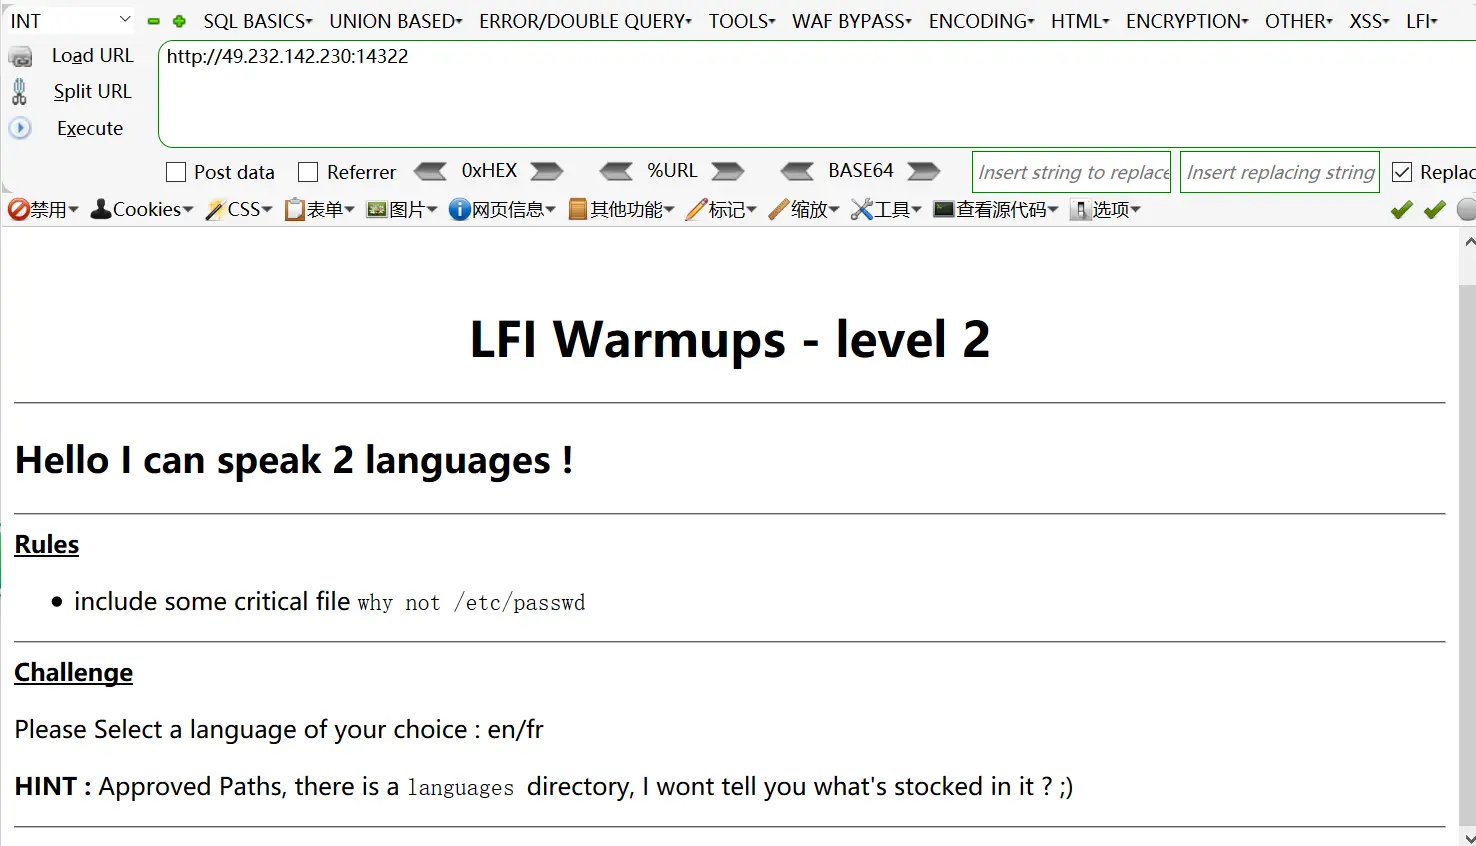 INT SQL BASICS UNION BASED ERROR/DOUBLE QUERY TOOLS WAF BYPASS ENCODING HTML ENCRYPTION OTHER XSS LFI
Load URL http://49.232.142.230:14322
Split URL
Execute
Post data Referrer 0xHEX %URL BASE64 Insert string to replace Insert replacing string Replac
禁用 Cookies CSS 表单 图片 网页信息 其他功能 标记 缩放 工具 查看源代码 选项
LFI Warmups - level 2
Hello I can speak 2 languages !
Rules
• include some critical file why not /etc/passwd
Challenge
Please Select a language of your choice : en/fr
HINT : Approved Paths, there is a languages directory, I wont tell you what's stocked in it ? ;)